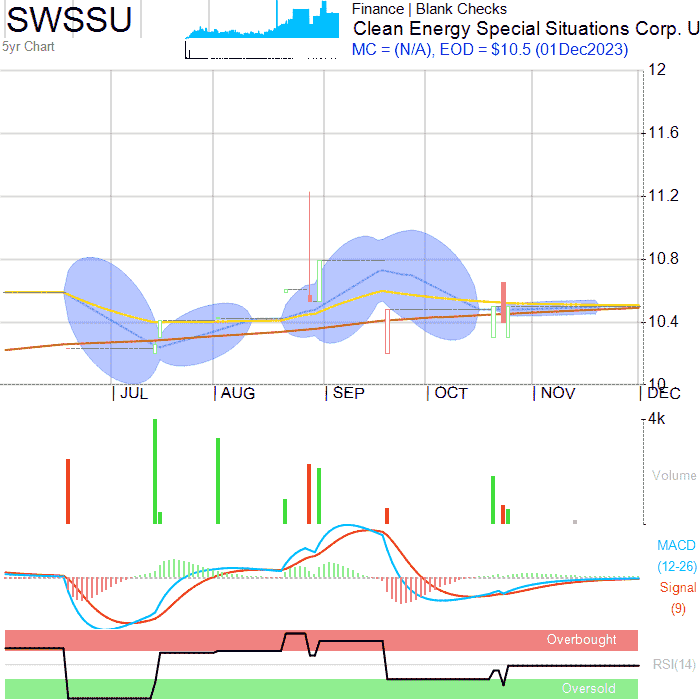 SWSSU
5yr Chart
Finance | Blank Checks
Clean Energy Special Situations Corp. U
MC = (N/A), EOD = $10.5 (01Dec2023)
12
11.6
11.2
10.8
10.4
10
JUL
AUG
SEP
OCT
NOV
DEC
4k
Volume
MACD
(12-26)
Signal
(9)
Overbought
RSI(14)
Oversold